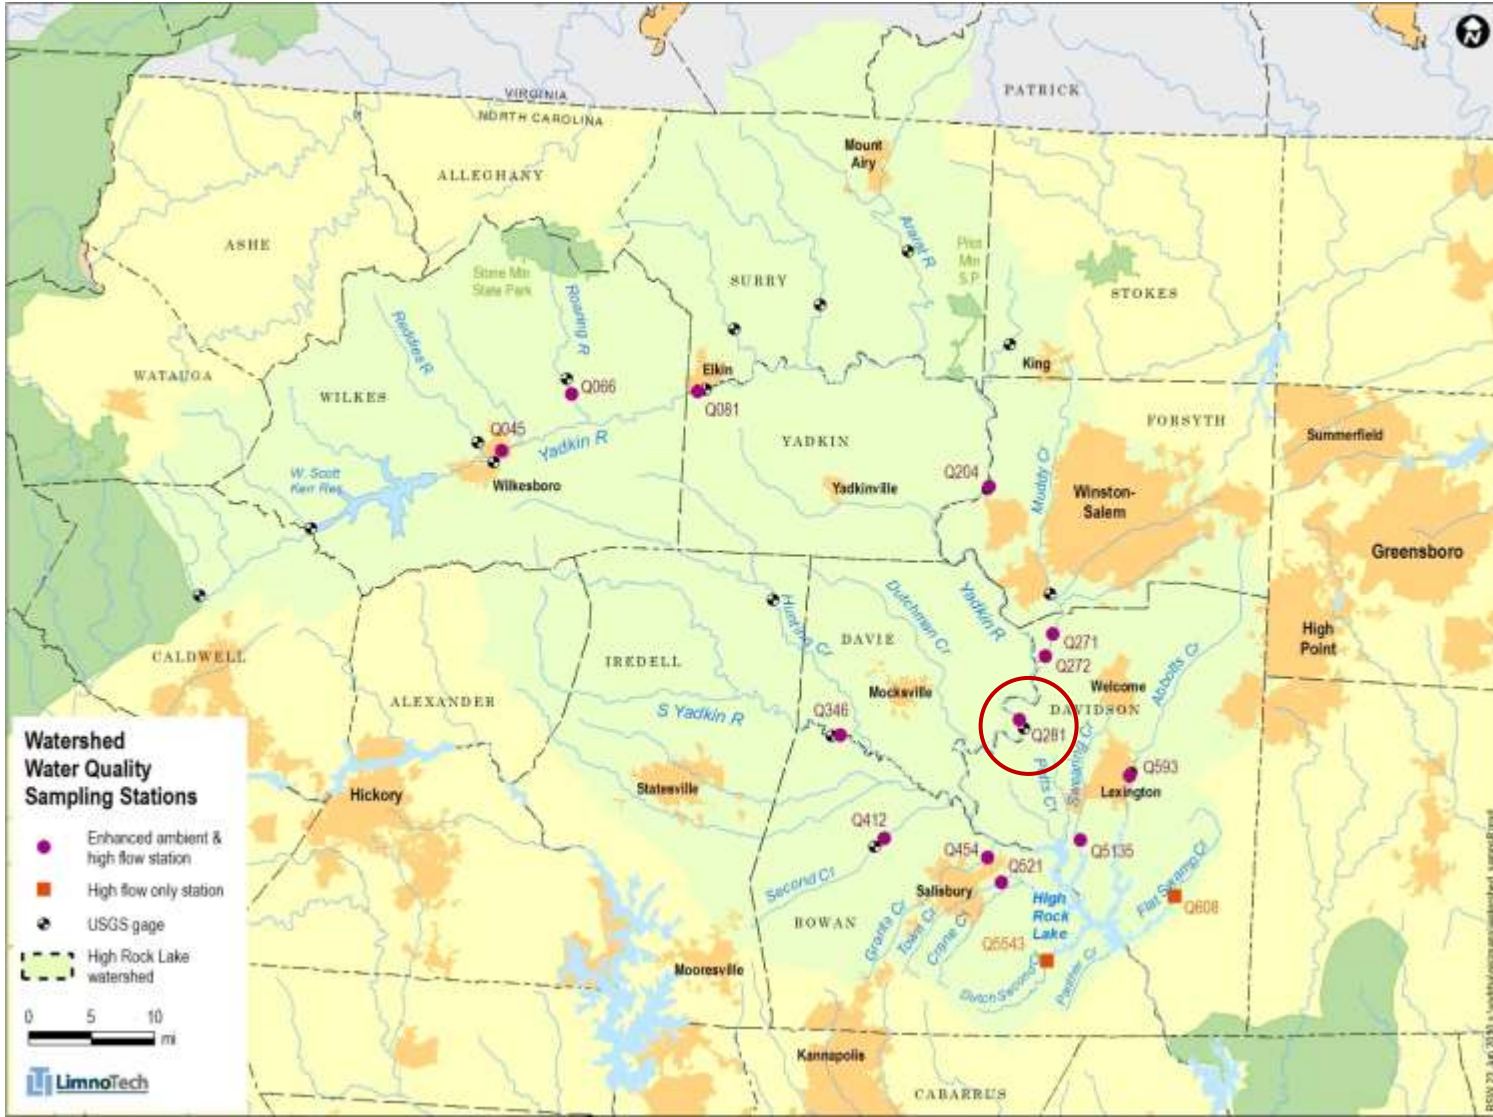 N
PATRICK
VIRGINIA
NORTH CAROLINA
Mount
Airy
ALLEGHANY
Ararat R
ASHE
Pilot
Mtn
S.P.
Stone Mtn
State Park
SURRY
STOKES
Roaring R
Reddies R
Elkin
King
WATAUGA
Q066
WILKES
Q081
FORSYTH
Q045
Yadkin R
YADKIN
Summerfield
W. Scott
Kerr Res.
Wilkesboro
Yadkinville
Q204
Muddy Cr
Winston-
Salem
Greensboro
Hunting Cr
Dutchman Cr
Yadkin R
DAVIE
Q271
High
Point
CALDWELL
IREDELL
Q272
Abbotts Cr
Mocksville
Welcome
ALEXANDER
DAVIDSON
S Yadkin R
Q346
Q281
Swearing Cr
Potts Cr
Q593
Lexington
Statesville
Hickory
Q412
Q454
Q5135
Q521
Second Cr
Salisbury
Flat Swamp Cr
Q608
High
Rock
Lake
ROWAN
Grants Cr
Town Cr
Crane Cr
Q5543
Dutch Second Cr
Panther Cr
Mooresville
Kannapolis
CABARRUS
Watershed
Water Quality
Sampling Stations
Enhanced ambient &
high flow station
High flow only station
USGS gage
High Rock Lake
watershed
0 5 10
mi
LimnoTech